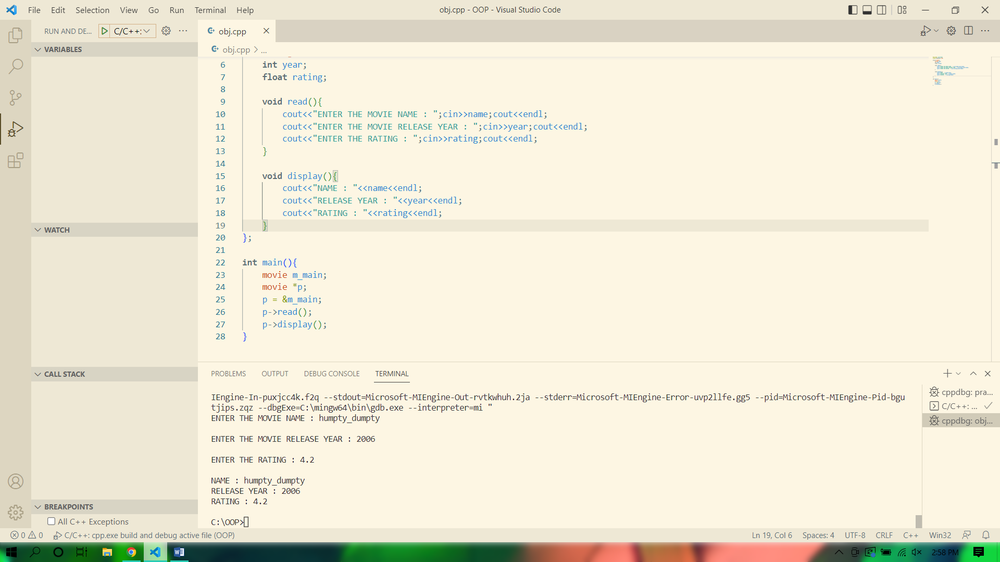 File Edit Selection View Go Run Terminal Help
obj.cpp - OOP - Visual Studio Code
RUN AND DE...
C/C++:
obj.cpp
VARIABLES
obj.cpp > ...
6 int year;
7 float rating;
8
9 void read(){
10 cout<<"ENTER THE MOVIE NAME : ";cin>>name;cout<<endl;
11 cout<<"ENTER THE MOVIE RELEASE YEAR : ";cin>>year;cout<<endl;
12 cout<<"ENTER THE RATING : ";cin>>rating;cout<<endl;
13 }
14
15 void display(){
16 cout<<"NAME : "<<name<<endl;
17 cout<<"RELEASE YEAR : "<<year<<endl;
18 cout<<"RATING : "<<rating<<endl;
19 }
20 };
21
22 int main(){
23 movie m_main;
24 movie *p;
25 p = &m_main;
26 p->read();
27 p->display();
28 }
WATCH
CALL STACK
BREAKPOINTS
All C++ Exceptions
PROBLEMS OUTPUT DEBUG CONSOLE TERMINAL
IEngine-In-puxjcc4k.f2q --stdout=Microsoft-MIEngine-Out-rvtkwhuh.2ja --stderr=Microsoft-MIEngine-Error-uvp2llfe.gg5 --pid=Microsoft-MIEngine-Pid-bgu
tjips.zqz --dbgExe=C:\mingw64\bin\gdb.exe --interpreter=mi "
ENTER THE MOVIE NAME : humpty_dumpty
ENTER THE MOVIE RELEASE YEAR : 2006
ENTER THE RATING : 4.2
NAME : humpty_dumpty
RELEASE YEAR : 2006
RATING : 4.2
C:\OOP>
cppdbg: pra...
C/C++: ...
cppdbg: obj...
0 0 C/C++: cpp.exe build and debug active file (OOP)
Ln 19, Col 6 Spaces: 4 UTF-8 CRLF C++ Win32
2:58 PM